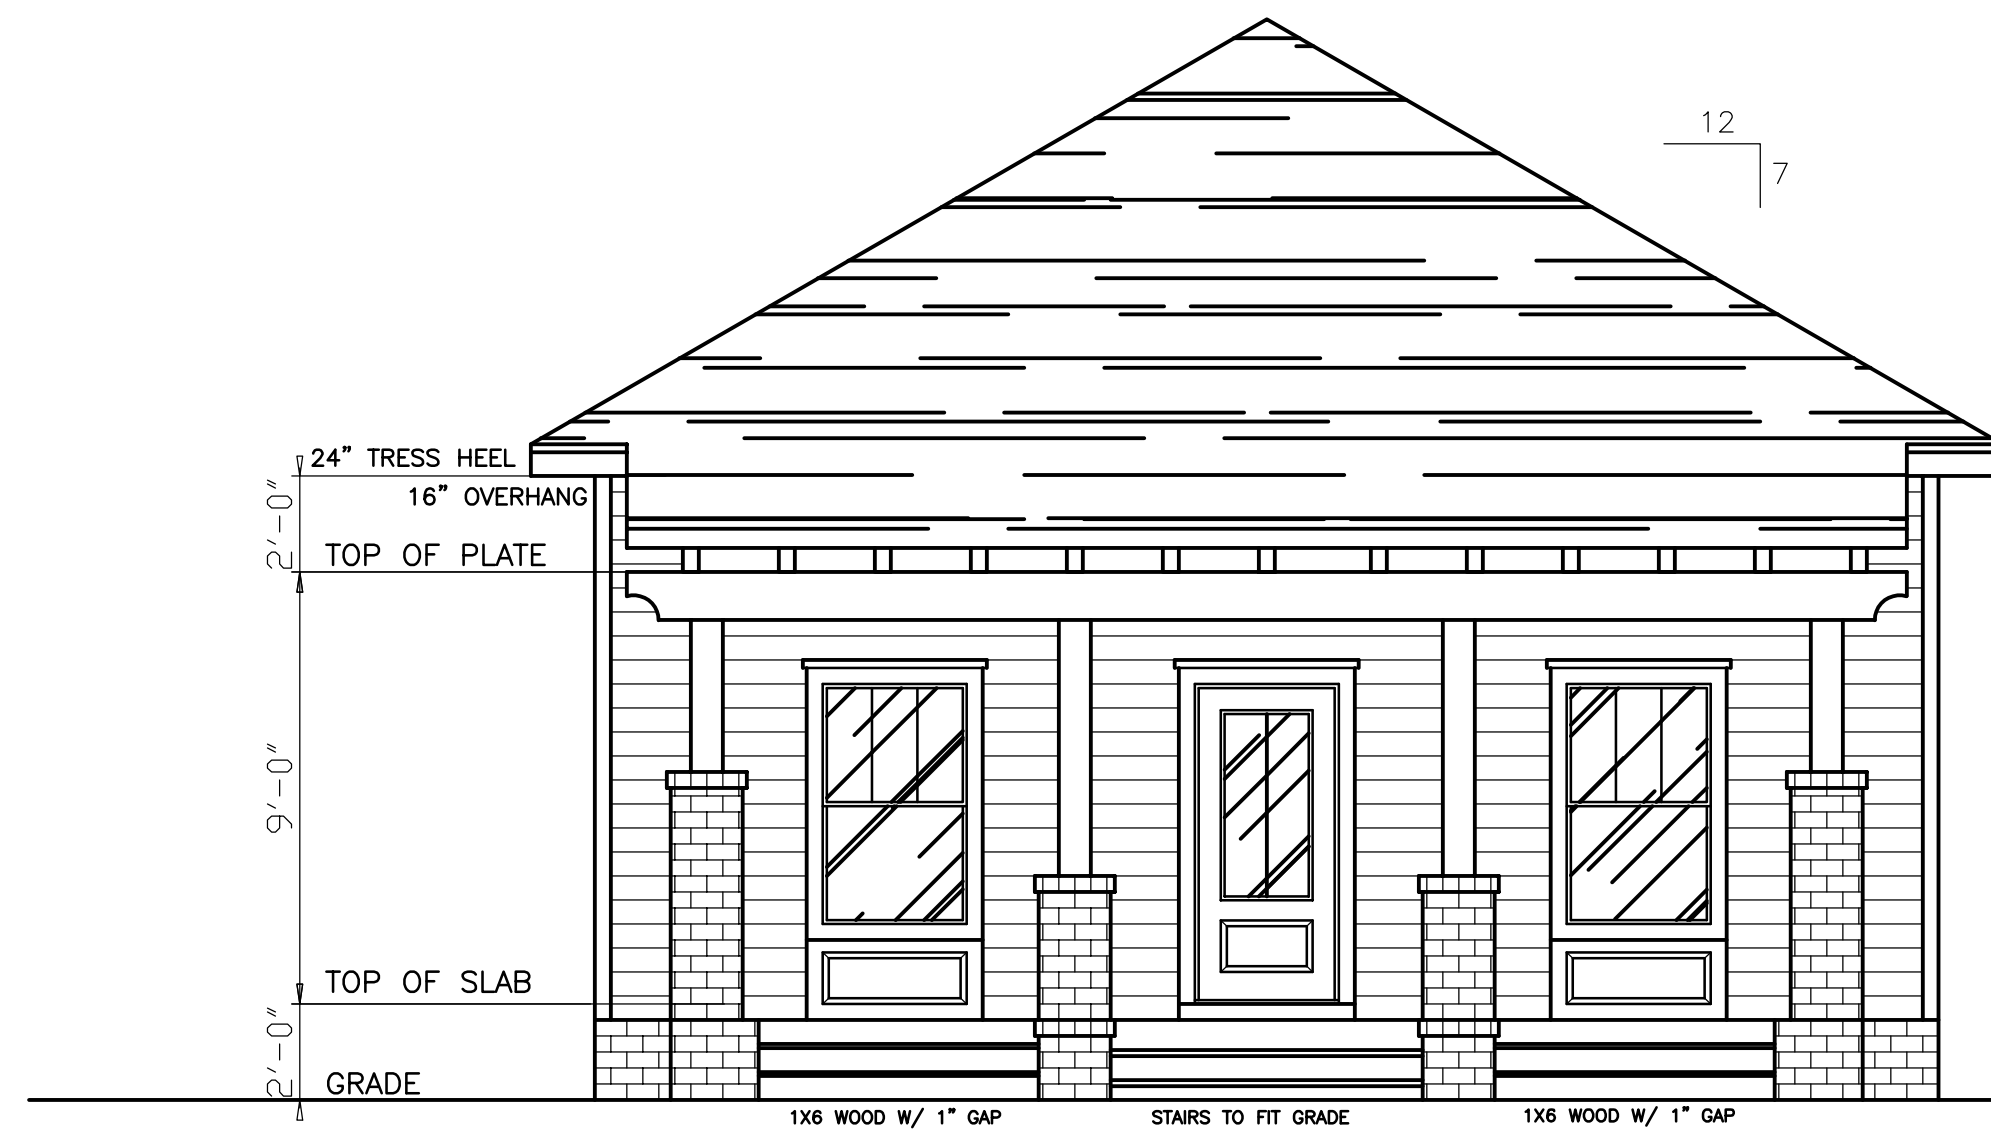 12
7
24” TRESS HEEL
16” OVERHANG
2'-0"
TOP OF PLATE
9'-0"
TOP OF SLAB
2'-0"
GRADE
1X6 WOOD W/ 1” GAP
STAIRS TO FIT GRADE
1X6 WOOD W/ 1” GAP